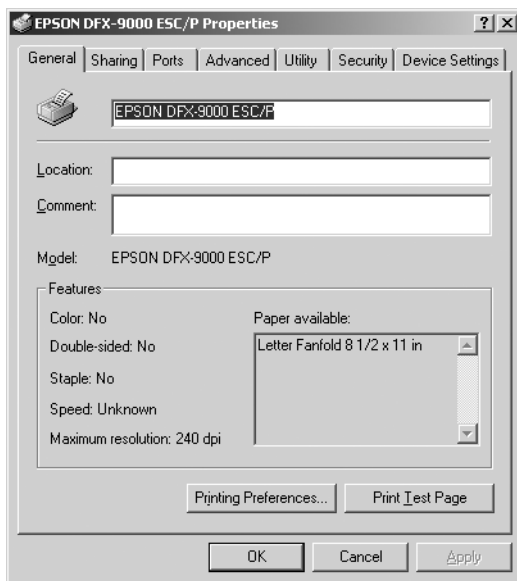 EPSON DFX-9000 ESC/P Properties
General Sharing Ports Advanced Utility Security Device Settings
EPSON DFX-9000 ESC/P
Location:
Comment:
Model: EPSON DFX-9000 ESC/P
Features
Color: No
Paper available:
Double-sided: No
Letter Fanfold 8 1/2 x 11 in
Staple: No
Speed: Unknown
Maximum resolution: 240 dpi
Printing Preferences... Print Test Page
OK Cancel Apply